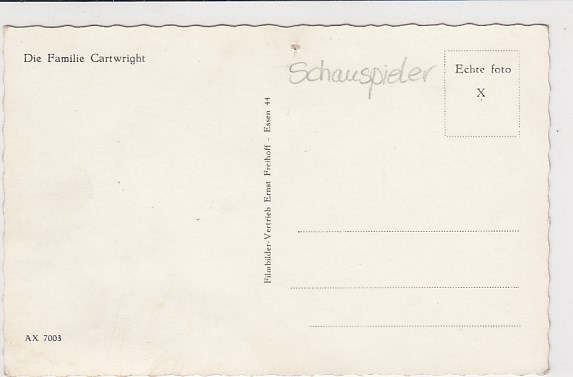 Die Familie Cartwright
Schauspieler
Echte foto
X
Filmbilder-Vertrieb Ernst Freihoff - Essen 44
AX 7003